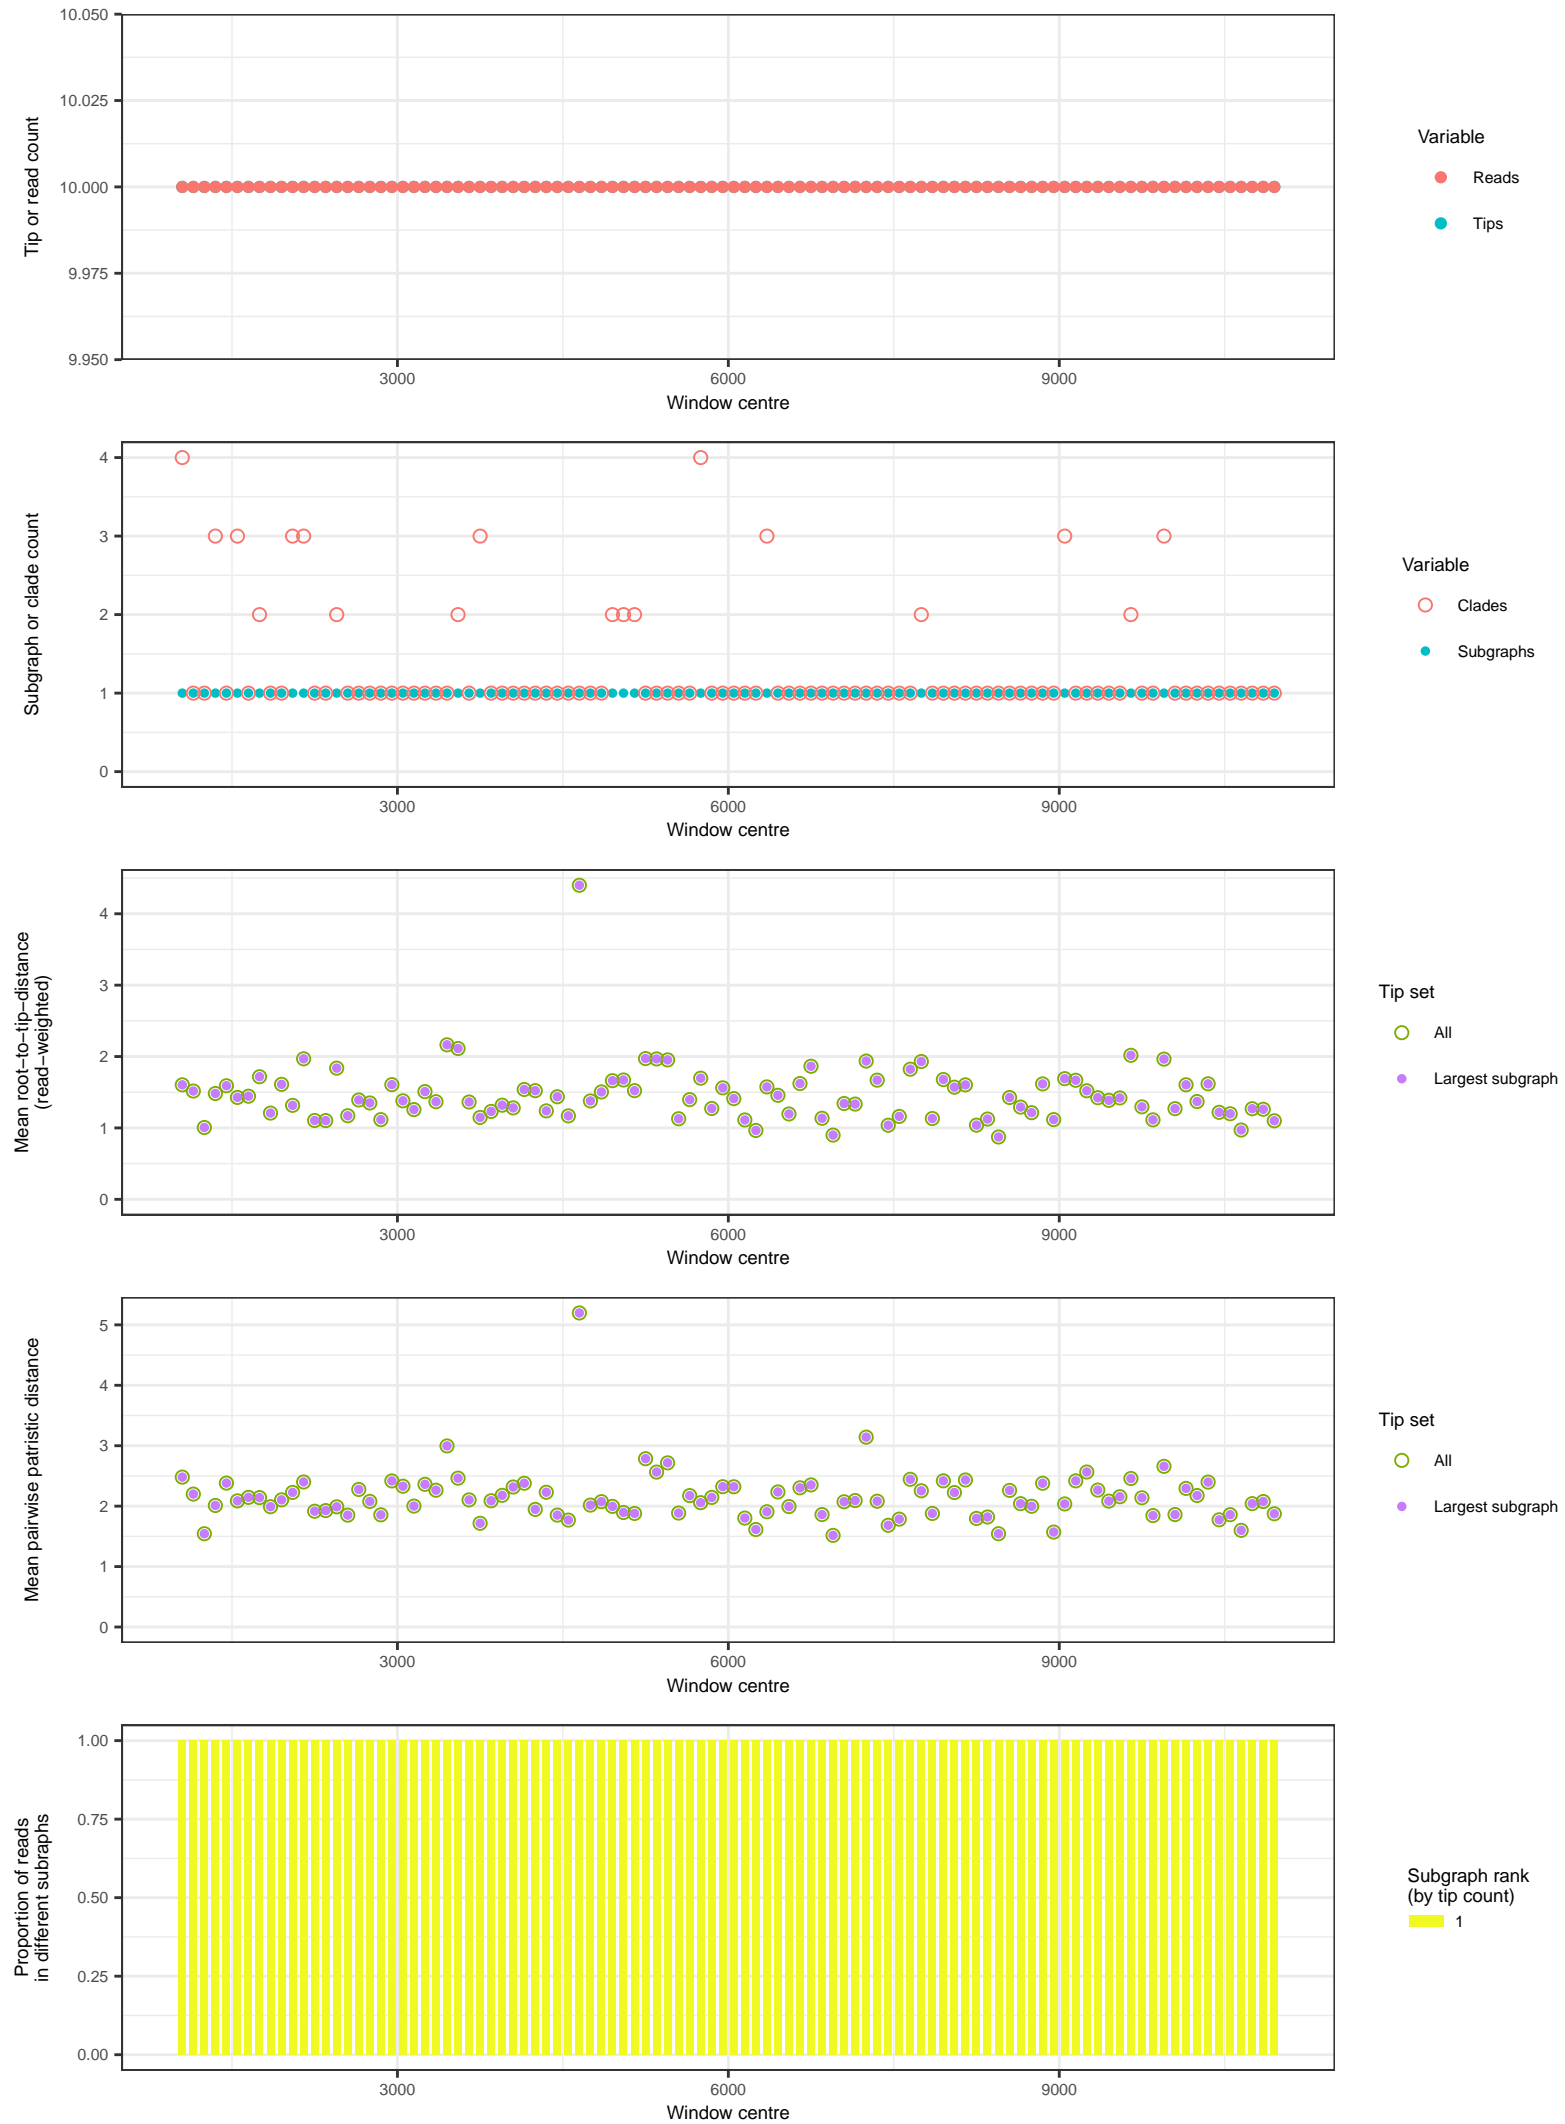 10.050
10.025
10.000
9.975
9.950
Tip or read count
3000 6000 9000
Window centre
Variable
Reads
Tips
4
3
2
1
0
Subgraph or clade count
3000 6000 9000
Window centre
Variable
Clades
Subgraphs
4
3
2
1
0
Mean root−to−tip−distance
(read−weighted)
3000 6000 9000
Window centre
Tip set
All
Largest subgraph
5
4
3
2
1
0
Mean pairwise patristic distance
3000 6000 9000
Window centre
Tip set
All
Largest subgraph
1.00
0.75
0.50
0.25
0.00
Proportion of reads
in different subraphs
3000 6000 9000
Window centre
Subgraph rank
(by tip count)
1